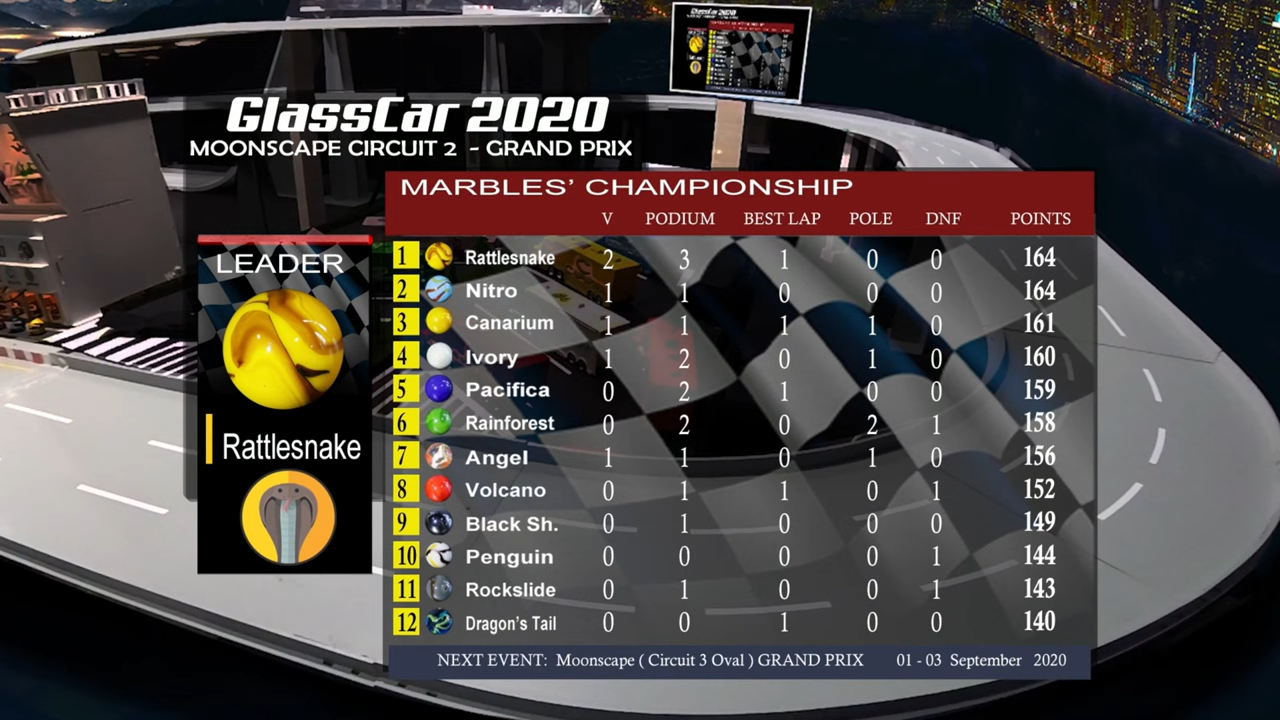 GlassCar 2020
GlassCar 2020
MOONSCAPE CIRCUIT 2 - GRAND PRIX
MARBLES' CHAMPIONSHIP
V PODIUM BEST LAP POLE DNF POINTS
LEADER
Rattlesnake
1 Rattlesnake 2 3 1 0 0 164
2 Nitro 1 1 0 0 0 164
3 Canarium 1 1 1 1 0 161
4 Ivory 1 2 0 1 0 160
5 Pacifica 0 2 1 0 0 159
6 Rainforest 0 2 0 2 1 158
7 Angel 1 1 0 1 0 156
8 Volcano 0 1 1 0 1 152
9 Black Sh. 0 1 0 0 0 149
10 Penguin 0 0 0 0 1 144
11 Rockslide 0 1 0 0 1 143
12 Dragon's Tail 0 0 1 0 0 140
NEXT EVENT: Moonscape ( Circuit 3 Oval ) GRAND PRIX 01 - 03 September 2020